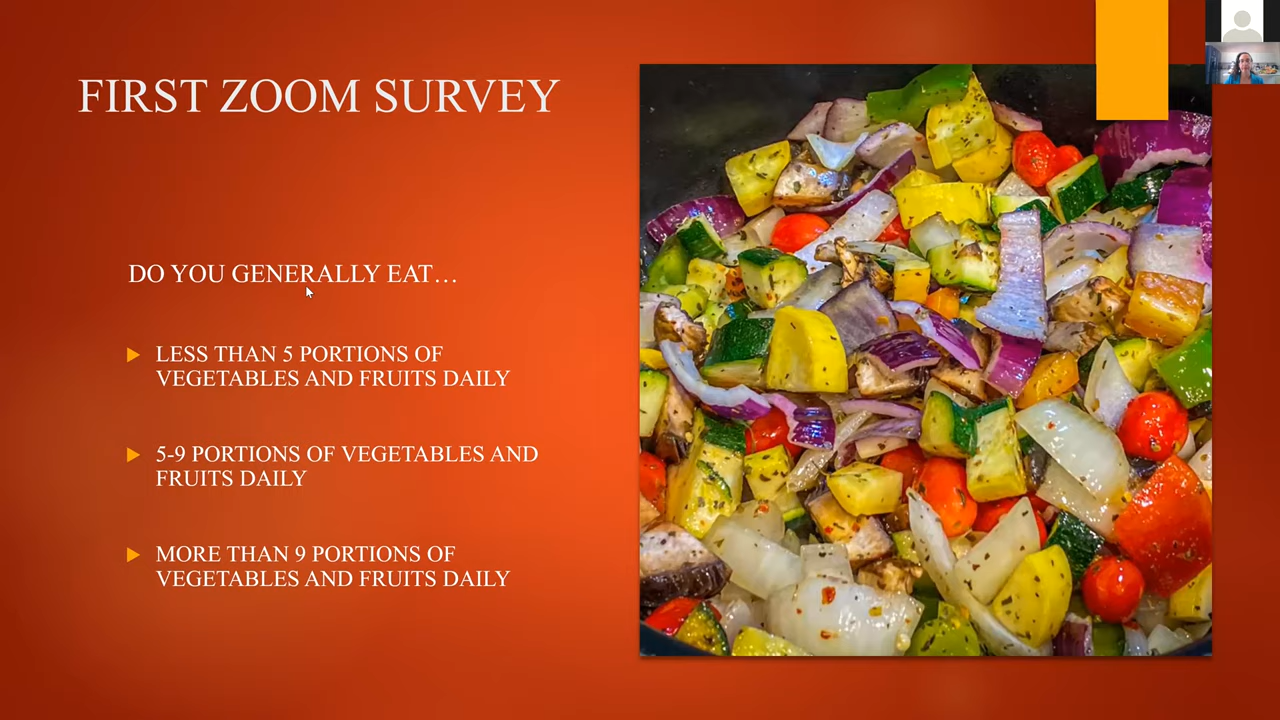 FIRST ZOOM SURVEY
DO YOU GENERALLY EAT…
LESS THAN 5 PORTIONS OF
VEGETABLES AND FRUITS DAILY
5-9 PORTIONS OF VEGETABLES AND
FRUITS DAILY
MORE THAN 9 PORTIONS OF
VEGETABLES AND FRUITS DAILY